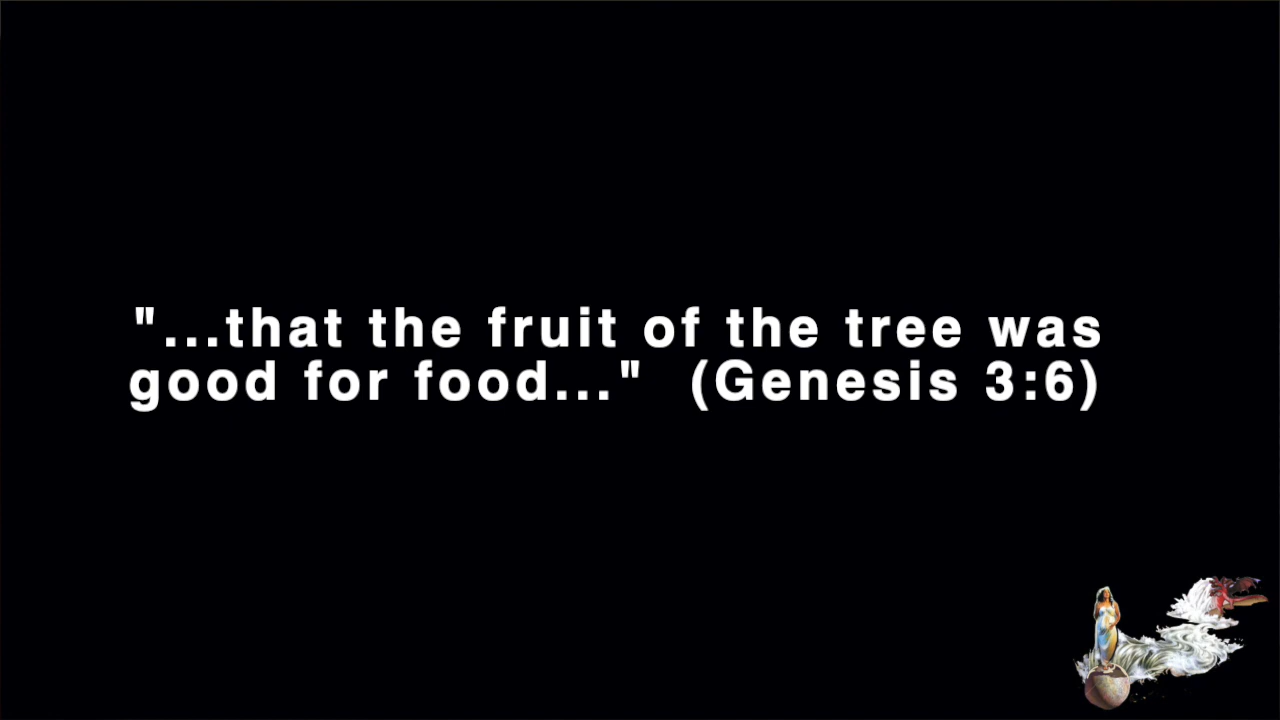 "...that the fruit of the tree was
good for food..."  (Genesis 3:6)